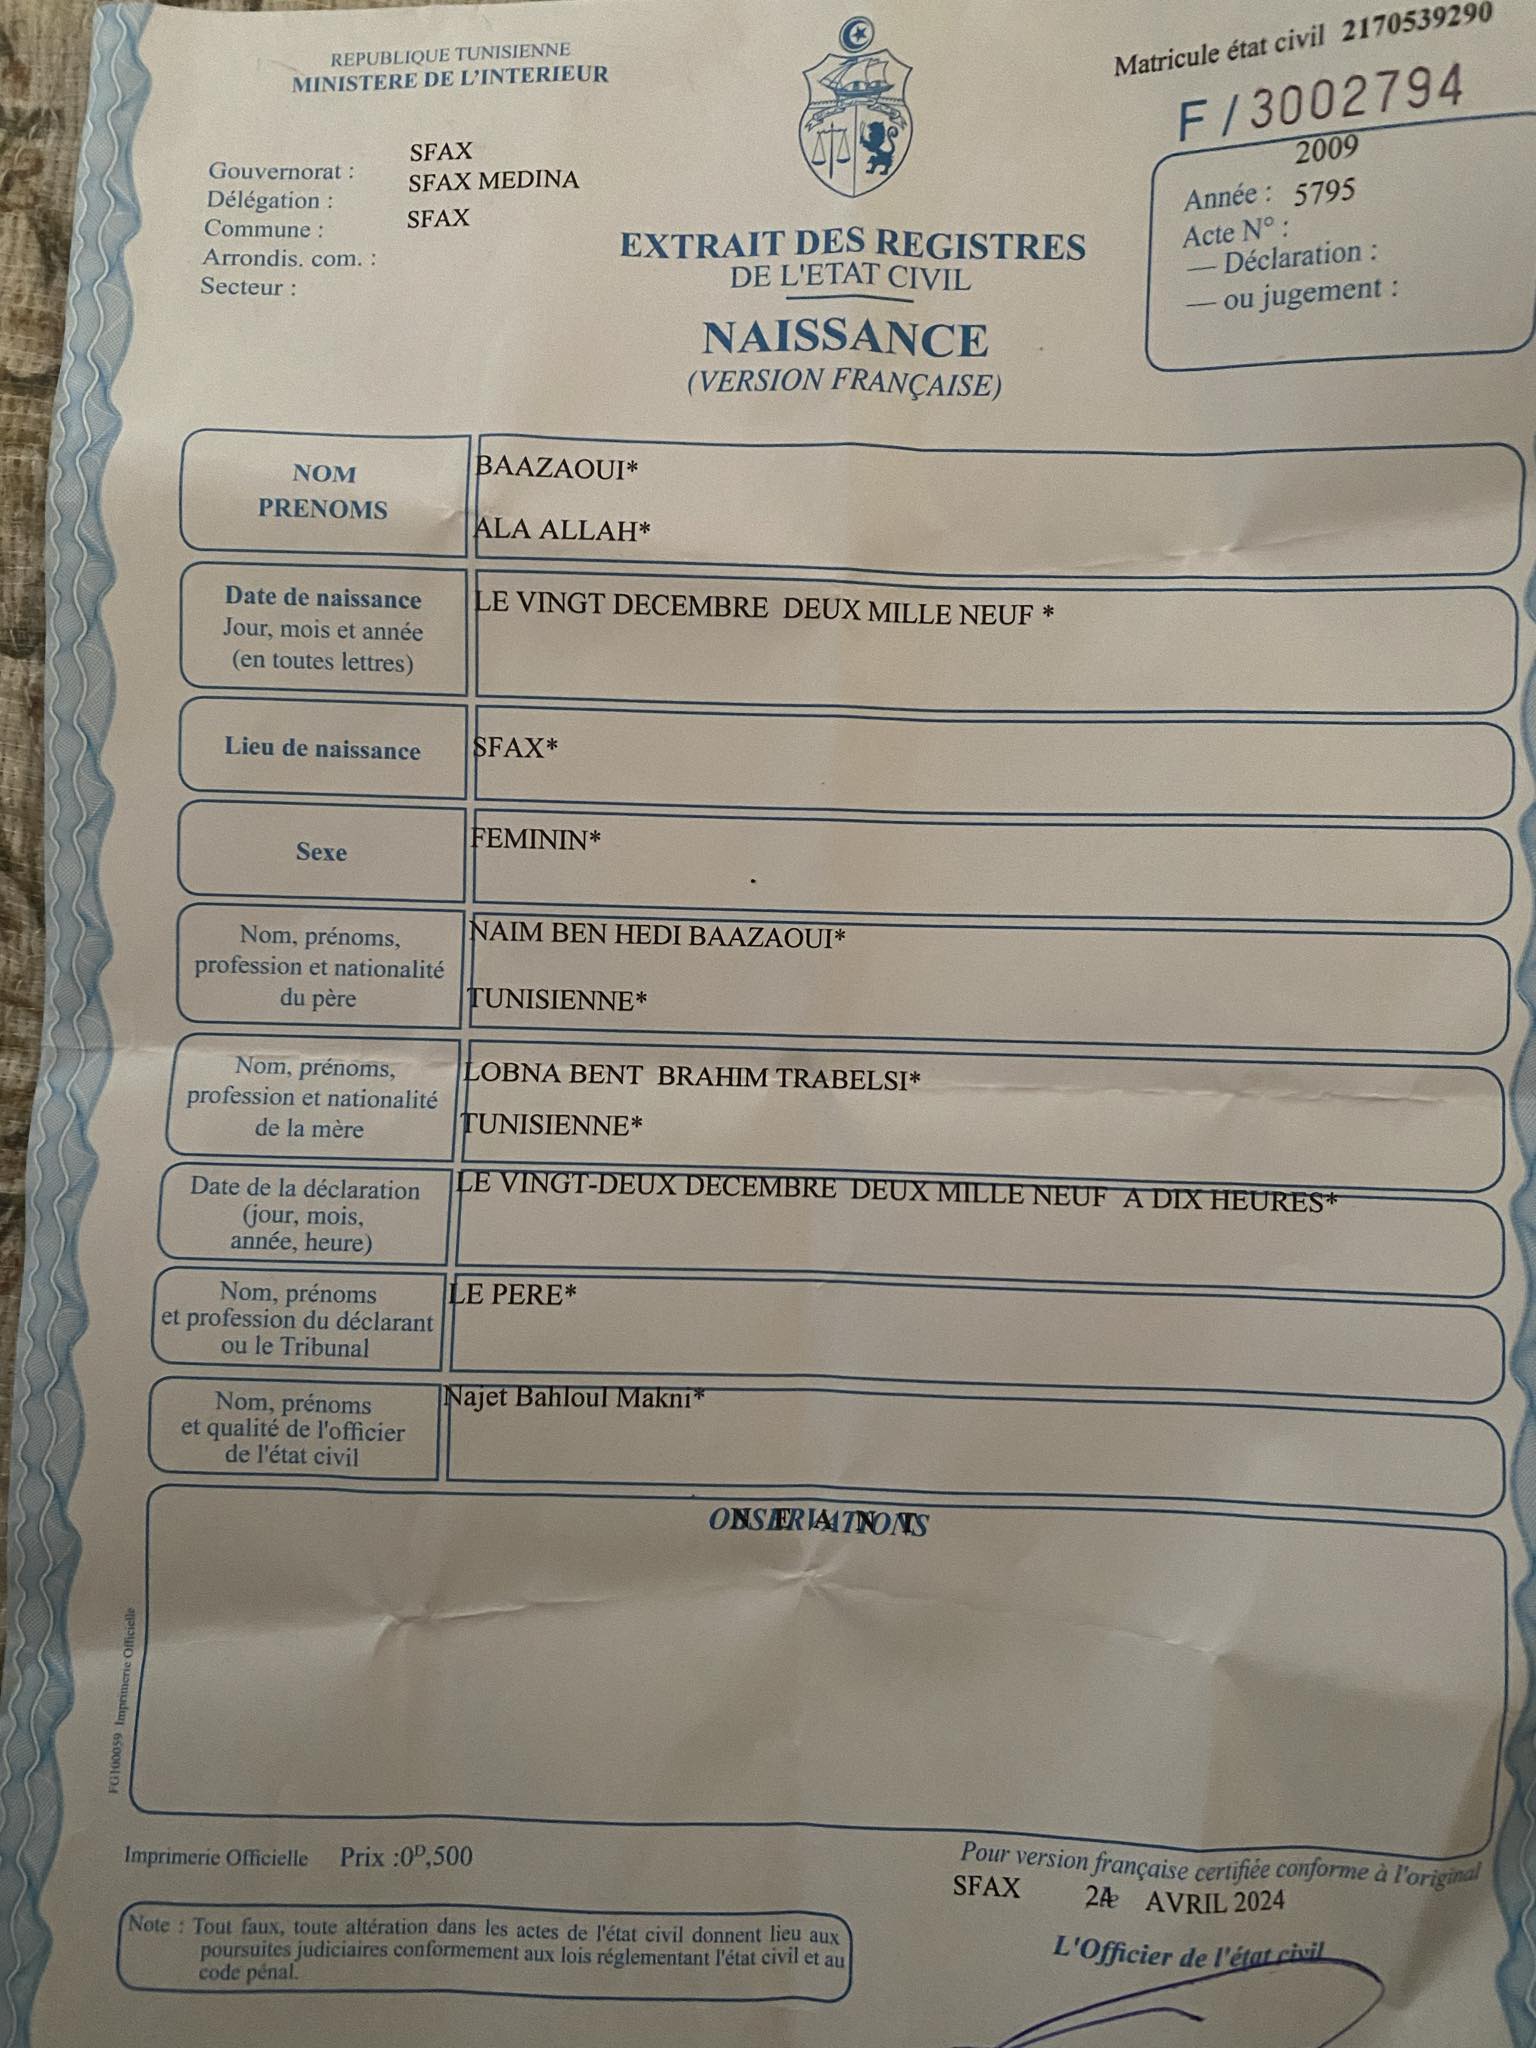 REPUBLIQUE TUNISIENNE
MINISTERE DE L'INTERIEUR
Matricule état civil 2170539290
F / 3002794
Gouvernorat : SFAX
Délégation : SFAX MEDINA
Commune : SFAX
Arrondis. com. :
Secteur :
2009
Année : 5795
Acte N° :
— Déclaration :
— ou jugement :
EXTRAIT DES REGISTRES
DE L'ETAT CIVIL
NAISSANCE
(VERSION FRANÇAISE)
NOM
PRENOMS
BAAZAOUI*
ALA ALLAH*
Date de naissance
Jour, mois et année
(en toutes lettres)
LE VINGT DECEMBRE DEUX MILLE NEUF *
Lieu de naissance
SFAX*
Sexe
FEMININ*
Nom, prénoms,
profession et nationalité
du père
NAIM BEN HEDI BAAZAOUI*
TUNISIENNE*
Nom, prénoms,
profession et nationalité
de la mère
LOBNA BENT BRAHIM TRABELSI*
TUNISIENNE*
Date de la déclaration
(jour, mois,
année, heure)
LE VINGT-DEUX DECEMBRE DEUX MILLE NEUF A DIX HEURES*
Nom, prénoms
et profession du déclarant
ou le Tribunal
LE PERE*
Nom, prénoms
et qualité de l'officier
de l'état civil
Najet Bahloul Makni*
OBSERVATIONS
N E A N T
FG100059 Imprimerie Officielle
Imprimerie Officielle Prix :0ᴰ,500
Note : Tout faux, toute altération dans les actes de l'état civil donnent lieu aux
poursuites judiciaires conformement aux lois réglementant l'état civil et au
code pénal.
Pour version française certifiée conforme à l'original
SFAX AVRIL 2024
L'Officier de l'état civil